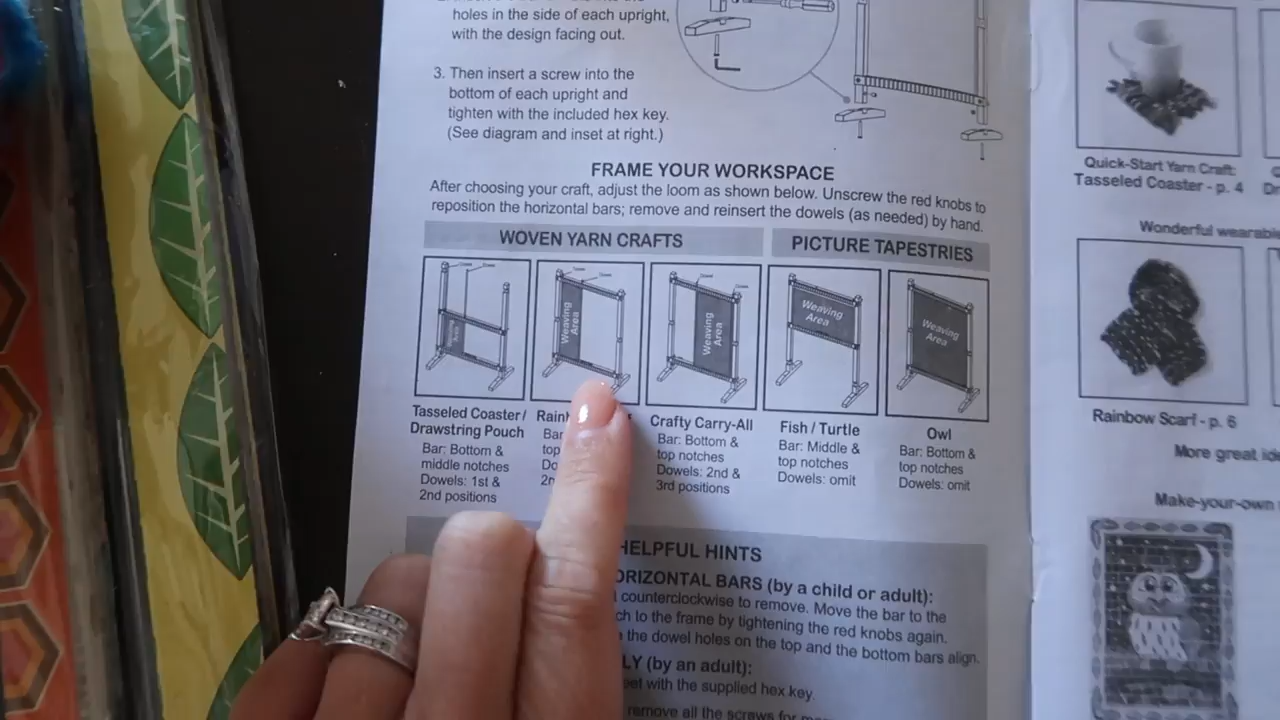 holes in the side of each upright,
with the design facing out.
3. Then insert a screw into the
bottom of each upright and
tighten with the included hex key.
(See diagram and inset at right.)
FRAME YOUR WORKSPACE
After choosing your craft, adjust the loom as shown below. Unscrew the red knobs to
reposition the horizontal bars; remove and reinsert the dowels (as needed) by hand.
WOVEN YARN CRAFTS
PICTURE TAPESTRIES
Weaving
Area
Weaving
Area
Weaving
Area
Weaving
Area
Weaving
Area
Tasseled Coaster /
Drawstring Pouch
Bar: Bottom &
middle notches
Dowels: 1st &
2nd positions
Crafty Carry-All
Bar: Bottom &
top notches
Dowels: 2nd &
3rd positions
Fish / Turtle
Bar: Middle &
top notches
Dowels: omit
Owl
Bar: Bottom &
top notches
Dowels: omit
HELPFUL HINTS
ORIZONTAL BARS (by a child or adult):
counterclockwise to remove. Move the bar to the
to the frame by tightening the red knobs again.
the dowel holes on the top and the bottom bars align.
LY (by an adult):
with the supplied hex key.
remove all the screws for
Quick-Start Yarn Craft:
Tasseled Coaster - p. 4
Wonderful wearable
Rainbow Scarf - p. 6
More great
Make-your-own